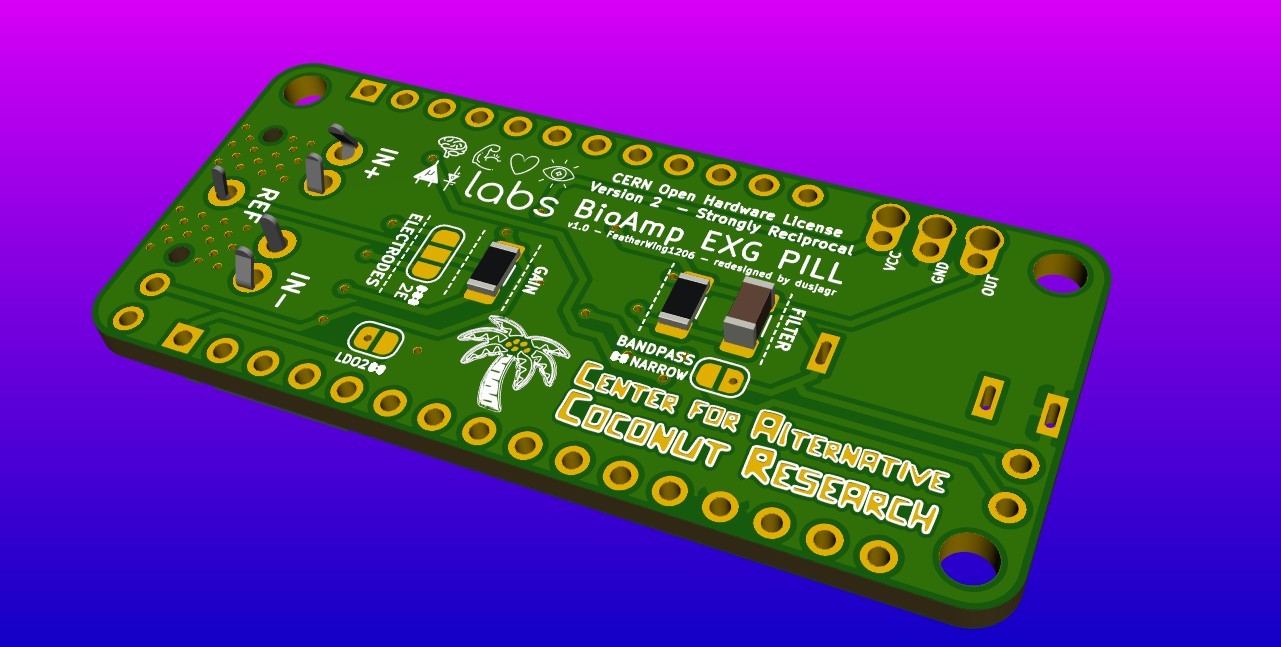 IN+
REF
IN-
labs
CERN Open Hardware License
Version 2 - Strongly Reciprocal
BioAmp EXG PILL
v1.0 - FeatherWing1206 - redesigned by dusjagr
VCC
GND
OUT
ELECTRODES
2E
GAIN
BANDPASS
NARROW
FILTER
LDO2
CENTER FOR ALTERNATIVE
COCONUT RESEARCH